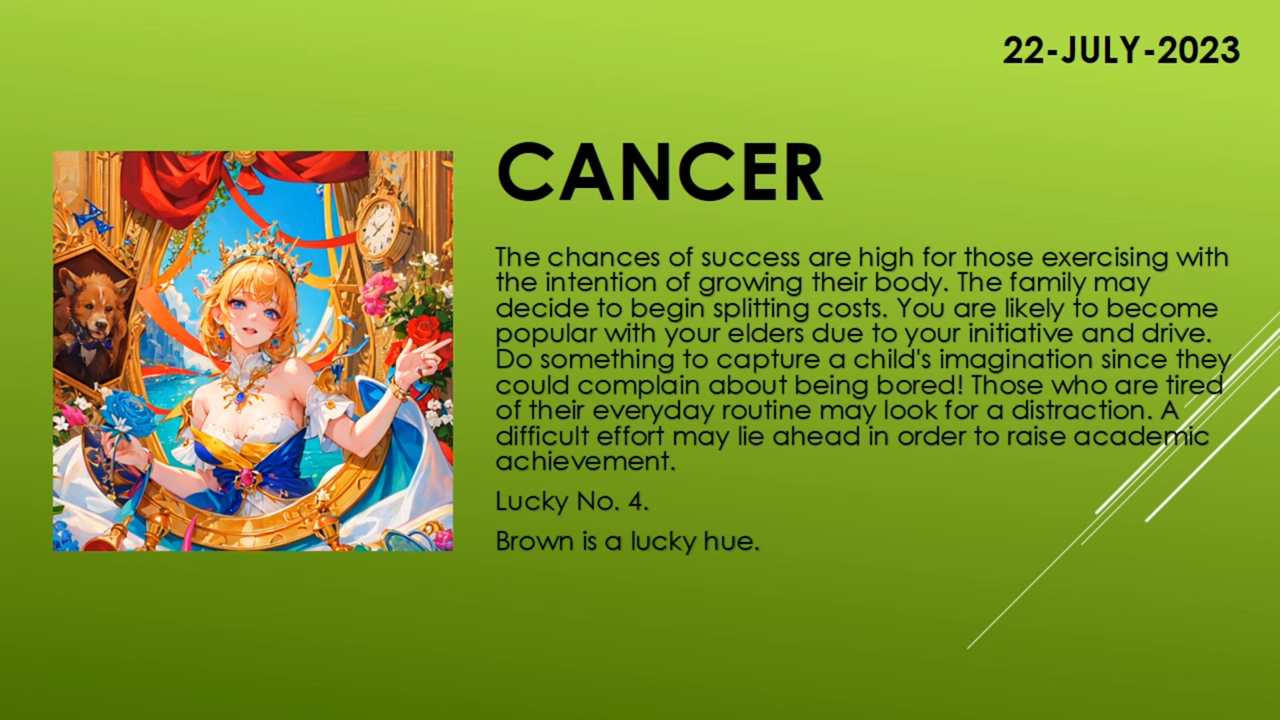 22-JULY-2023
CANCER
The chances of success are high for those exercising with
the intention of growing their body. The family may
decide to begin splitting costs. You are likely to become
popular with your elders due to your initiative and drive.
Do something to capture a child's imagination since they
could complain about being bored! Those who are tired
of their everyday routine may look for a distraction. A
difficult effort may lie ahead in order to raise academic
achievement.
Lucky No. 4.
Brown is a lucky hue.